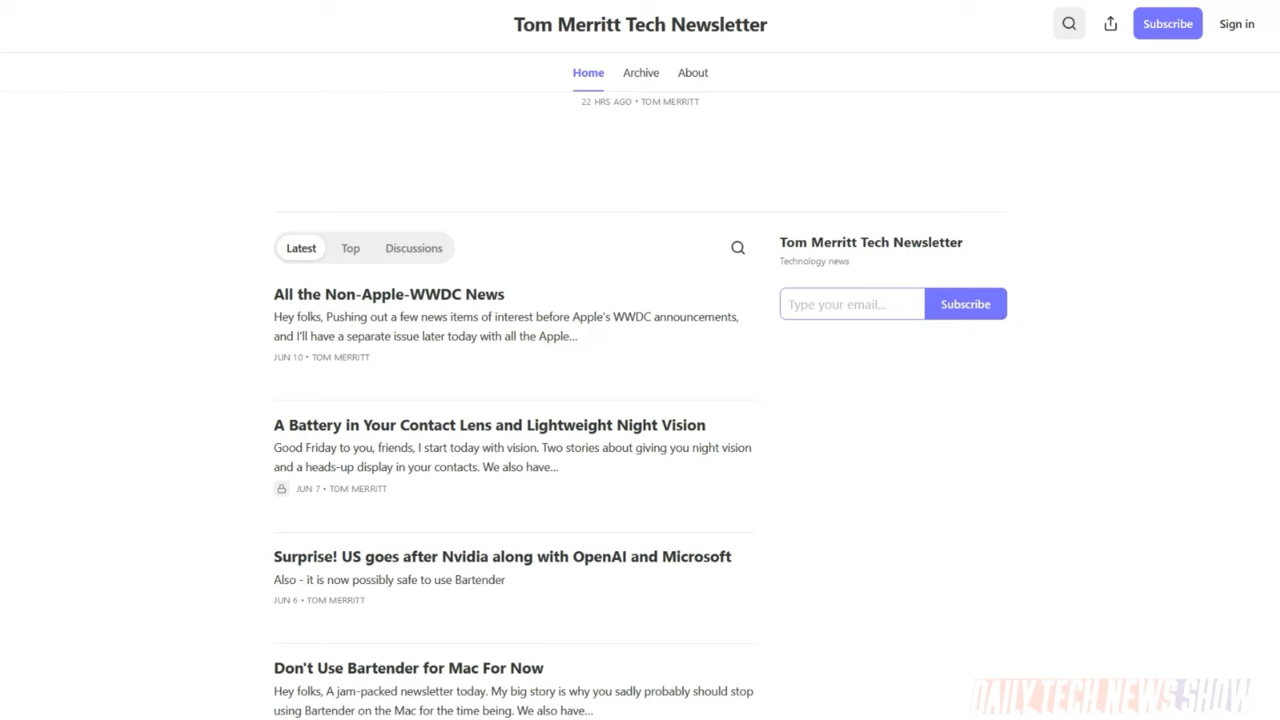 Tom Merritt Tech Newsletter
Subscribe
Sign in
Home
Archive
About
22 HRS AGO • TOM MERRITT
Latest
Top
Discussions
All the Non-Apple-WWDC News
Hey folks, Pushing out a few news items of interest before Apple's WWDC announcements,
and I'll have a separate issue later today with all the Apple…
JUN 10 • TOM MERRITT
A Battery in Your Contact Lens and Lightweight Night Vision
Good Friday to you, friends, I start today with vision. Two stories about giving you night vision
and a heads-up display in your contacts. We also have…
JUN 7 • TOM MERRITT
Surprise! US goes after Nvidia along with OpenAI and Microsoft
Also - it is now possibly safe to use Bartender
JUN 6 • TOM MERRITT
Don't Use Bartender for Mac For Now
Hey folks, A jam-packed newsletter today. My big story is why you sadly probably should stop
using Bartender on the Mac for the time being. We also have…
Tom Merritt Tech Newsletter
Technology news
Type your email...
Subscribe
DAILY TECH NEWS SHOW